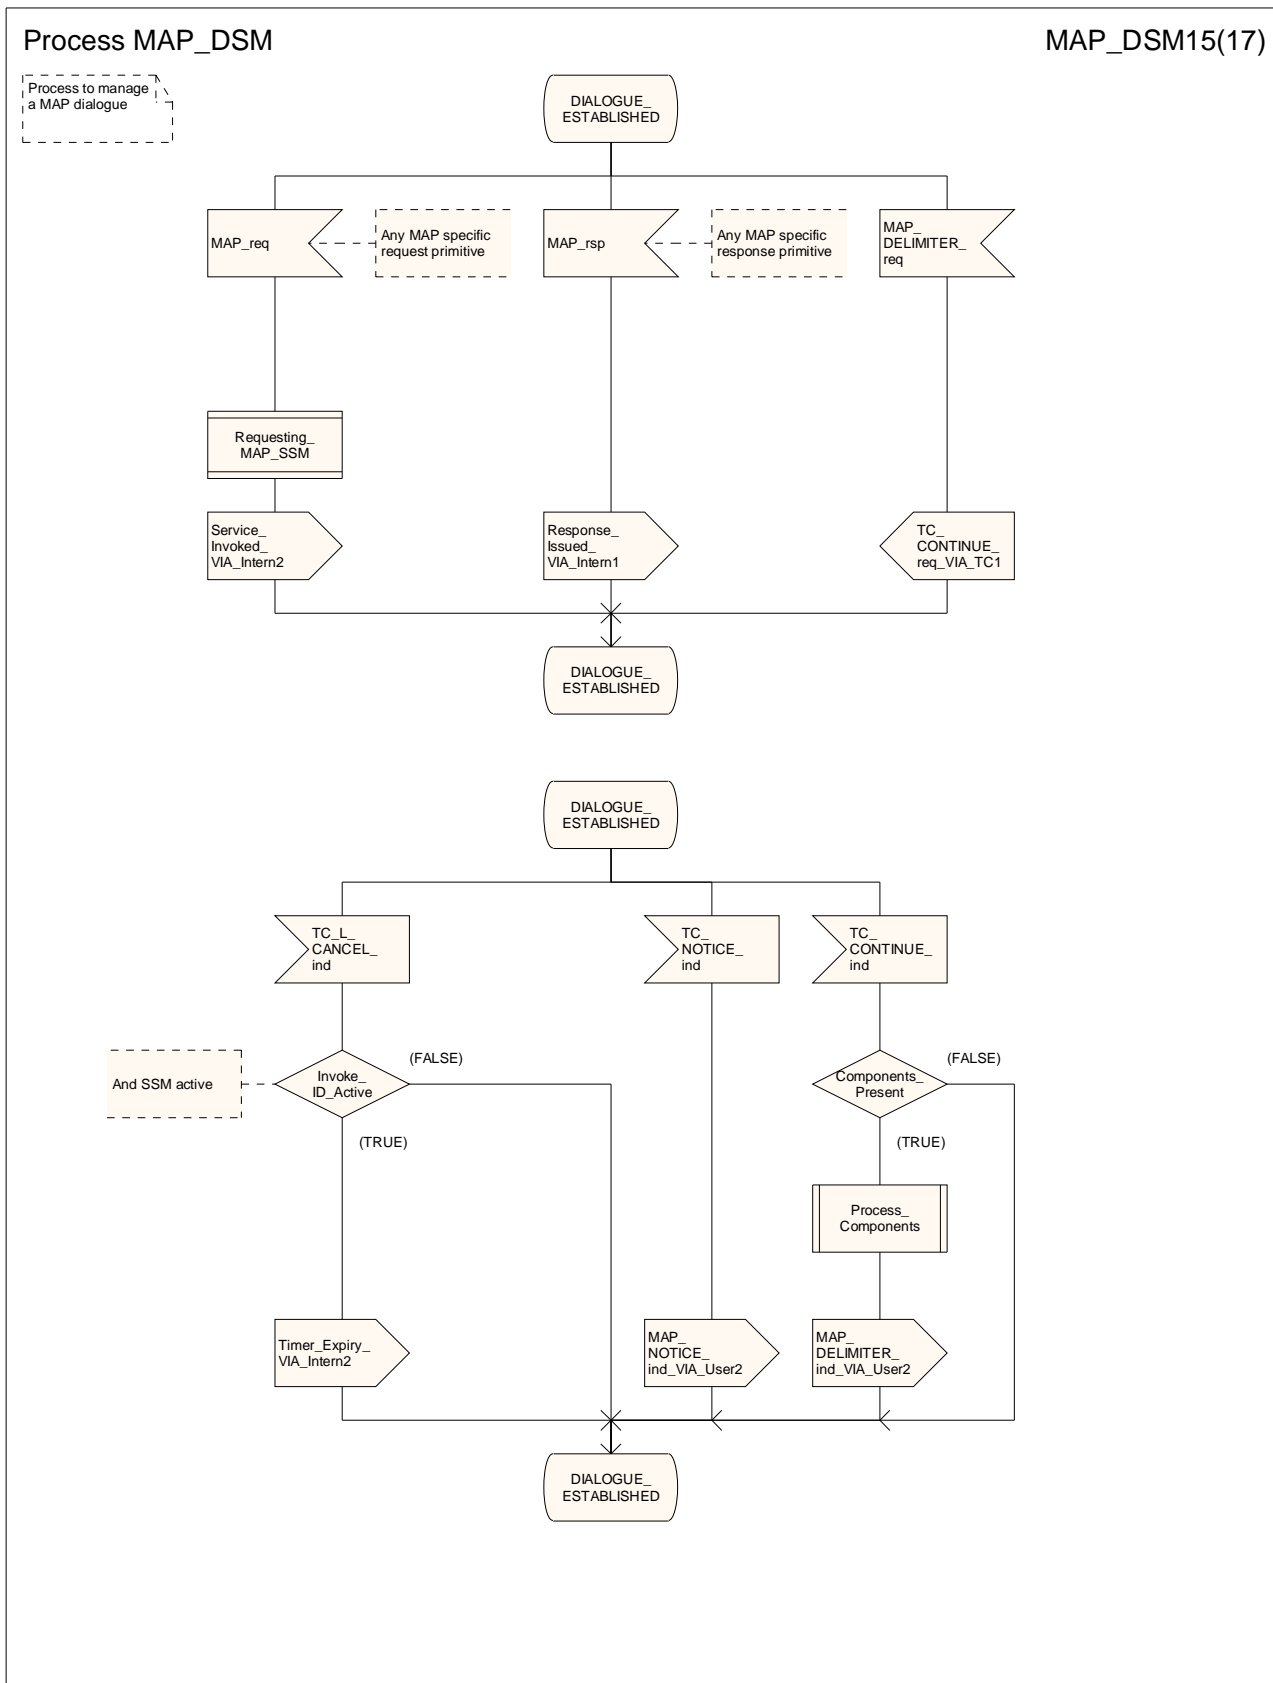 Process MAP_DSM
MAP_DSM15(17)
Process to manage
a MAP dialogue
DIALOGUE_
ESTABLISHED
MAP_req
Any MAP specific
request primitive
MAP_rsp
Any MAP specific
response primitive
MAP_
DELIMITER_
req
Requesting_
MAP_SSM
Service_
Invoked_
VIA_Intern2
Response_
Issued_
VIA_Intern1
TC_
CONTINUE_
req_VIA_TC1
DIALOGUE_
ESTABLISHED
DIALOGUE_
ESTABLISHED
TC_L_
CANCEL_
ind
TC_
NOTICE_
ind
TC_
CONTINUE_
ind
And SSM active
Invoke_
ID_Active
(FALSE)
(TRUE)
Components_
Present
(FALSE)
(TRUE)
Process_
Components
Timer_Expiry_
VIA_Intern2
MAP_
NOTICE_
ind_VIA_User2
MAP_
DELIMITER_
ind_VIA_User2
DIALOGUE_
ESTABLISHED